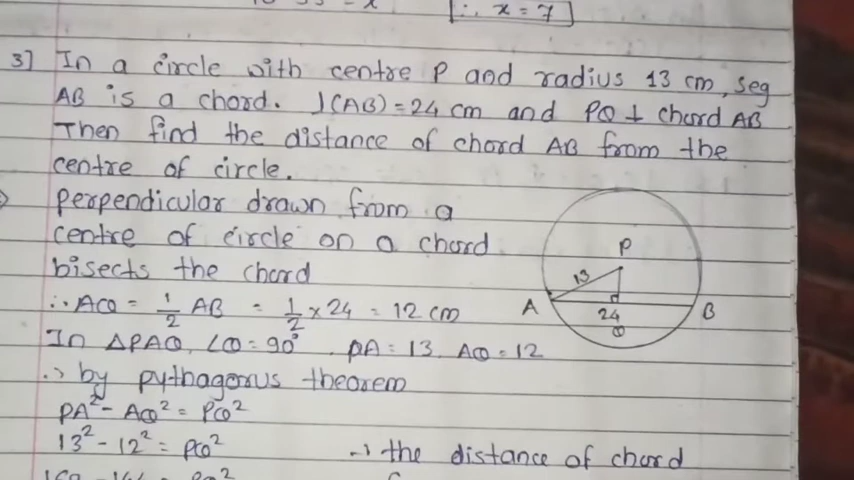 [∴ x = 7]
3] In a circle with centre P and radius 13 cm, seg
AB is a chord. l(AB) = 24 cm and PQ ⊥ chord AB
Then find the distance of chord AB from the
centre of circle.
perpendicular drawn from a
centre of circle on a chord
bisects the chord
∴ AQ = 1/2 AB = 1/2 × 24 = 12 cm
In ΔPAQ, ∠Q = 90° PA = 13, AQ = 12
∴ by pythagorus theorem
PA² - AQ² = PQ²
13² - 12² = PQ²
∴ the distance of chord
P
13
A
B
24
Q